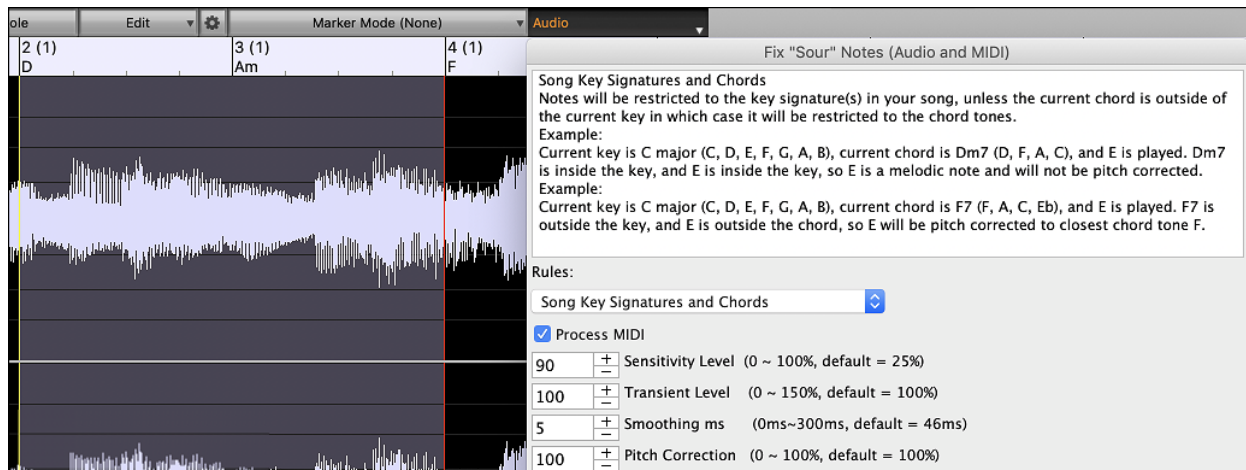 ole
Edit
Marker Mode (None)
Audio
2 (1)
3 (1)
4 (1)
D
Am
F
Fix "Sour" Notes (Audio and MIDI)
Song Key Signatures and Chords
Notes will be restricted to the key signature(s) in your song, unless the current chord is outside of
the current key in which case it will be restricted to the chord tones.
Example:
Current key is C major (C, D, E, F, G, A, B), current chord is Dm7 (D, F, A, C), and E is played. Dm7
is inside the key, and E is inside the key, so E is a melodic note and will not be pitch corrected.
Example:
Current key is C major (C, D, E, F, G, A, B), current chord is F7 (F, A, C, Eb), and E is played. F7 is
outside the key, and E is outside the chord, so E will be pitch corrected to closest chord tone F.
Rules:
Song Key Signatures and Chords
Process MIDI
90 + − Sensitivity Level (0 ~ 100%, default = 25%)
100 + − Transient Level (0 ~ 150%, default = 100%)
5 + − Smoothing ms (0ms~300ms, default = 46ms)
100 + − Pitch Correction (0 ~ 100%, default = 100%)